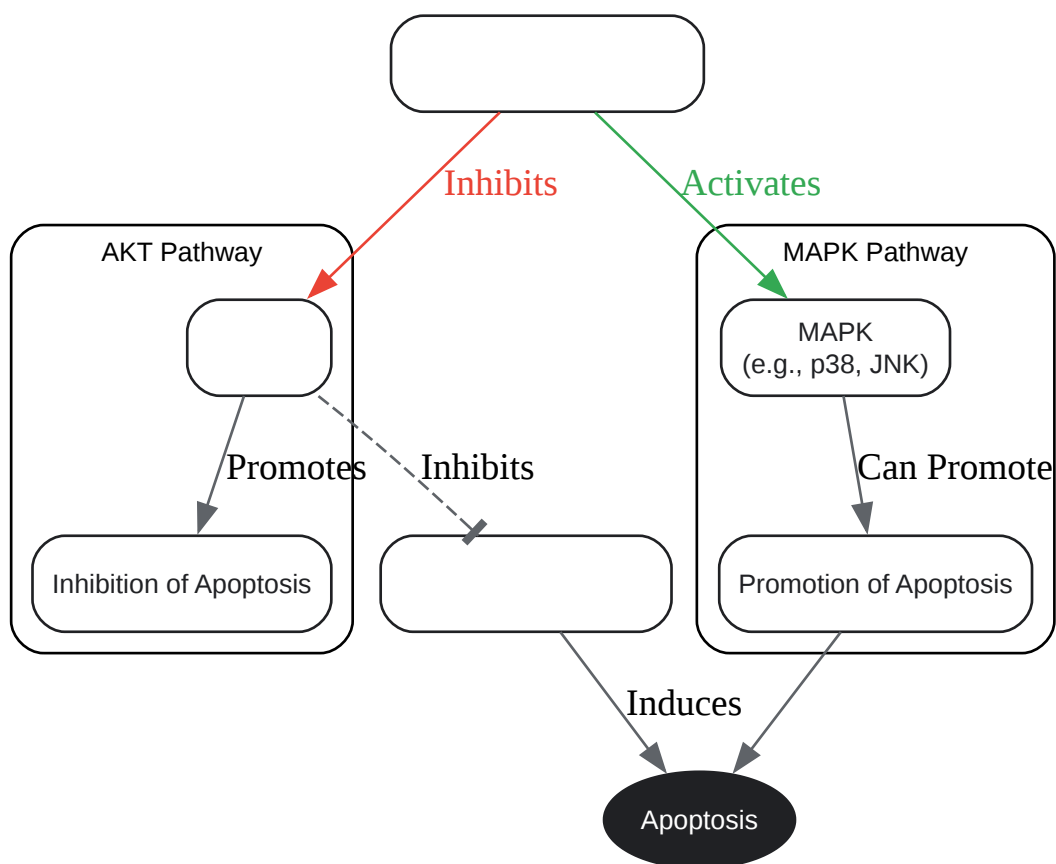 Inhibits
Activates
AKT Pathway
MAPK Pathway
MAPK
(e.g., p38, JNK)
Promotes
Inhibits
Can Promote
Inhibition of Apoptosis
Promotion of Apoptosis
Induces
Apoptosis